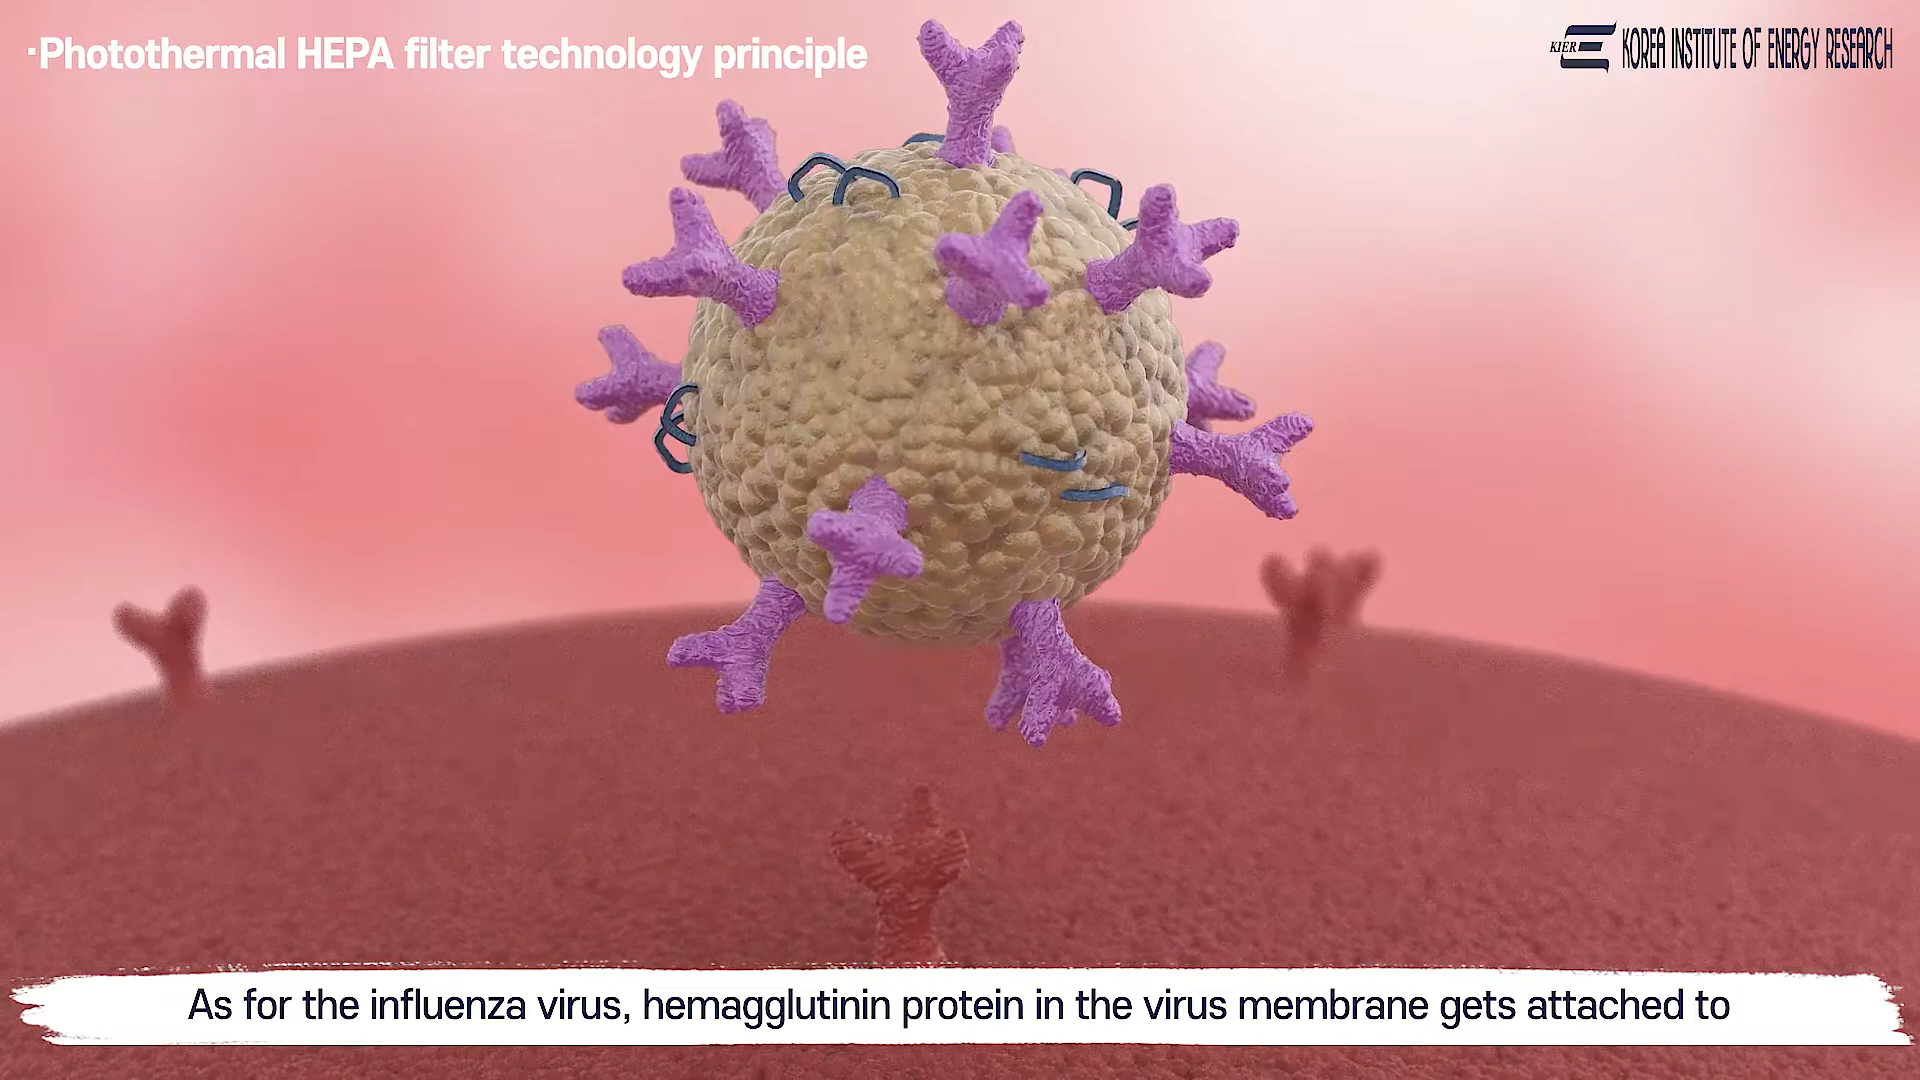 ·Photothermal HEPA filter technology principle
KIER KOREA INSTITUTE OF ENERGY RESEARCH
As for the influenza virus, hemagglutinin protein in the virus membrane gets attached to